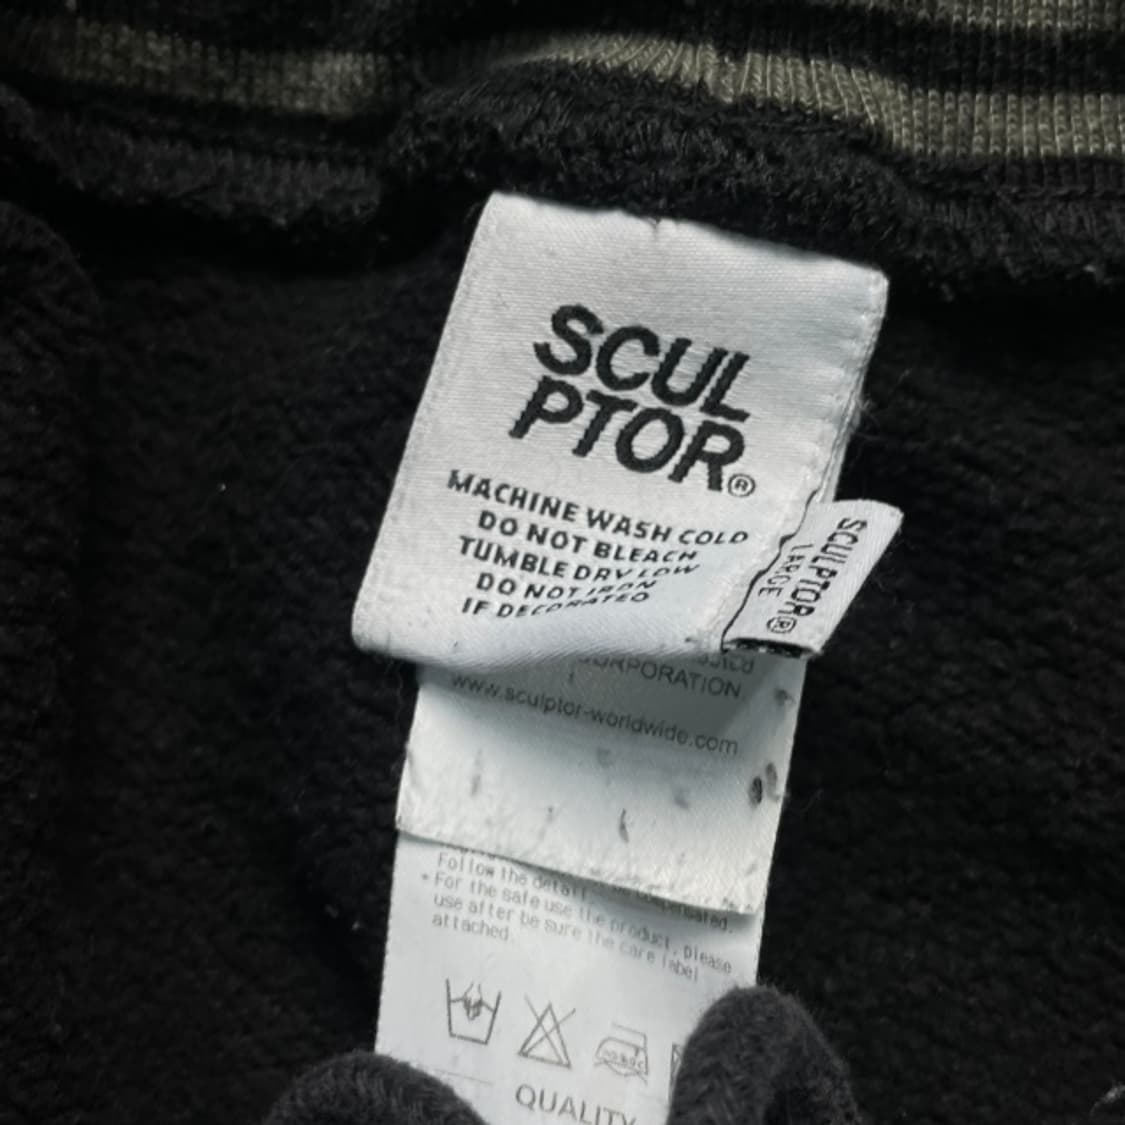 SCUL
PTOR®
MACHINE WASH COLD
DO NOT BLEACH
TUMBLE DRY LOW
DO NOT IRON
IF DECORATED
SCULPTOR®
LARGE
CORPORATION
www.sculptor-worldwide.com
Follow the detail compensated.
• For the safe use the product, please
use after be sure the care label
attached.
QUALITY